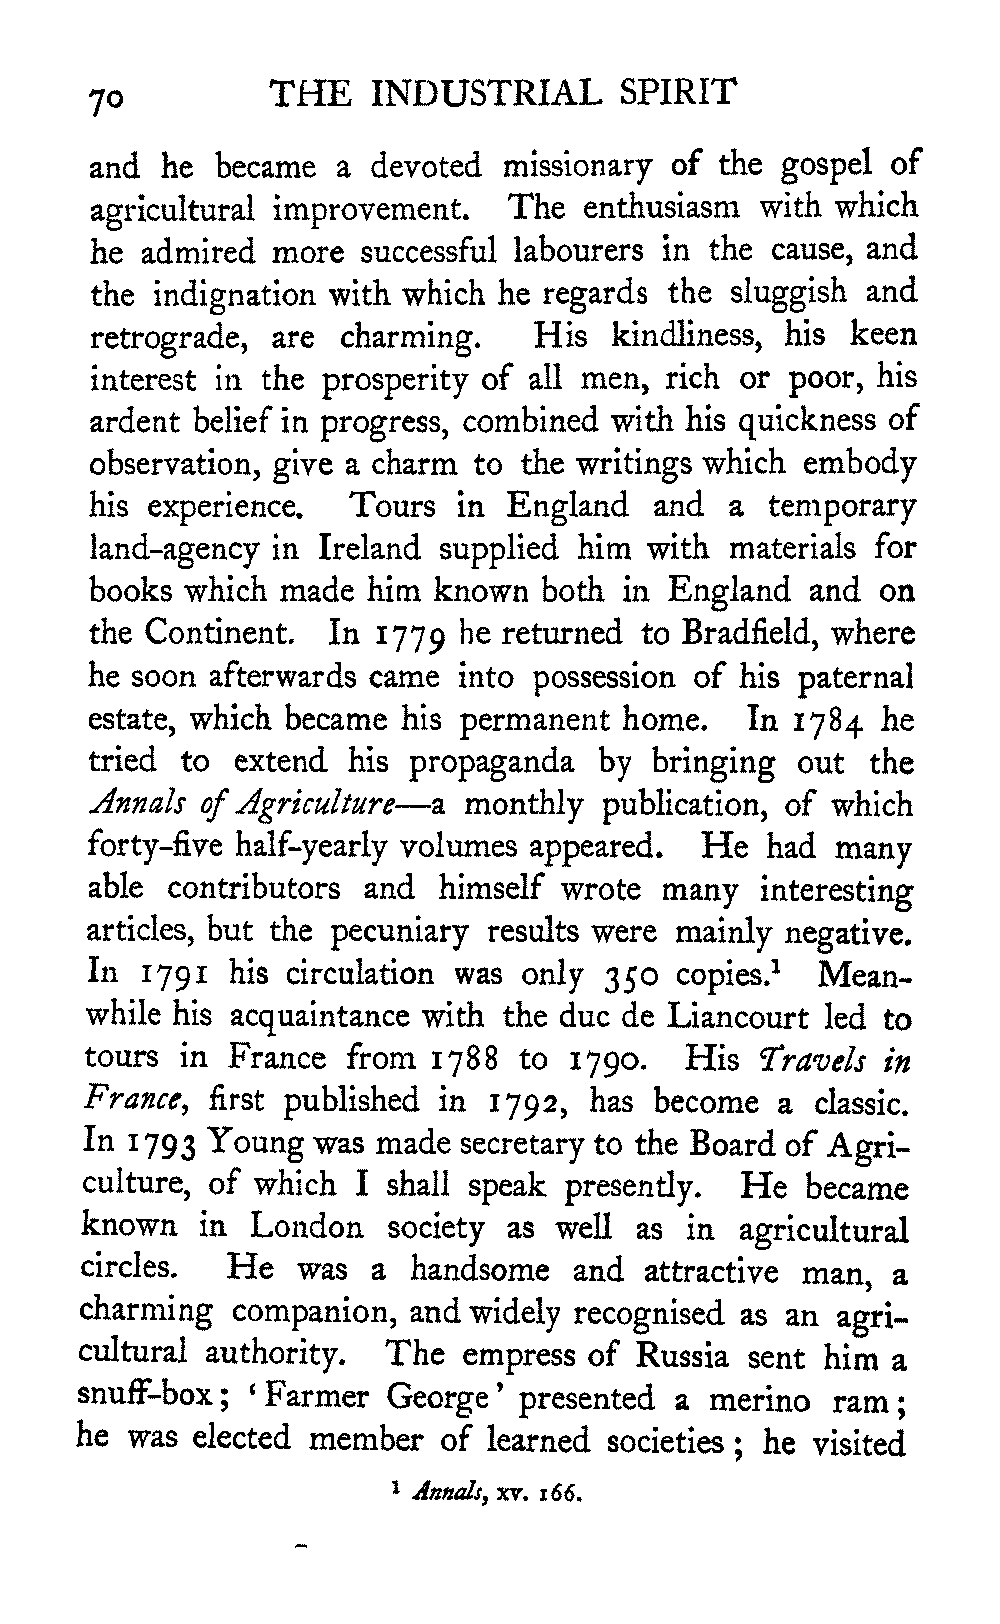 70 THE INDUSTRIAL SPIRIT
and he became a devoted missionary of the gospel of
agricultural improvement. The enthusiasm with which
he admired more successful labourers in the cause, and
the indignation with which he regards the sluggish and
retrograde, are charming. His kindliness, his keen
interest in the prosperity of all men, rich or poor, his
ardent belief in progress, combined with his quickness of
observation, give a charm to the writings which embody
his experience. Tours in England and a temporary
land-agency in Ireland supplied him with materials for
books which made him known both in England and on
the Continent. In 1779 he returned to Bradfield, where
he soon afterwards came into possession of his paternal
estate, which became his permanent home. In 1784 he
tried to extend his propaganda by bringing out the
Annals of Agriculture—a monthly publication, of which
forty-five half-yearly volumes appeared. He had many
able contributors and himself wrote many interesting
articles, but the pecuniary results were mainly negative.
In 1791 his circulation was only 350 copies.¹ Mean-
while his acquaintance with the duc de Liancourt led to
tours in France from 1788 to 1790. His Travels in
France, first published in 1792, has become a classic.
In 1793 Young was made secretary to the Board of Agri-
culture, of which I shall speak presently. He became
known in London society as well as in agricultural
circles. He was a handsome and attractive man, a
charming companion, and widely recognised as an agri-
cultural authority. The empress of Russia sent him a
snuff-box; ‘Farmer George’ presented a merino ram;
he was elected member of learned societies; he visited
¹ Annals, xv. 166.